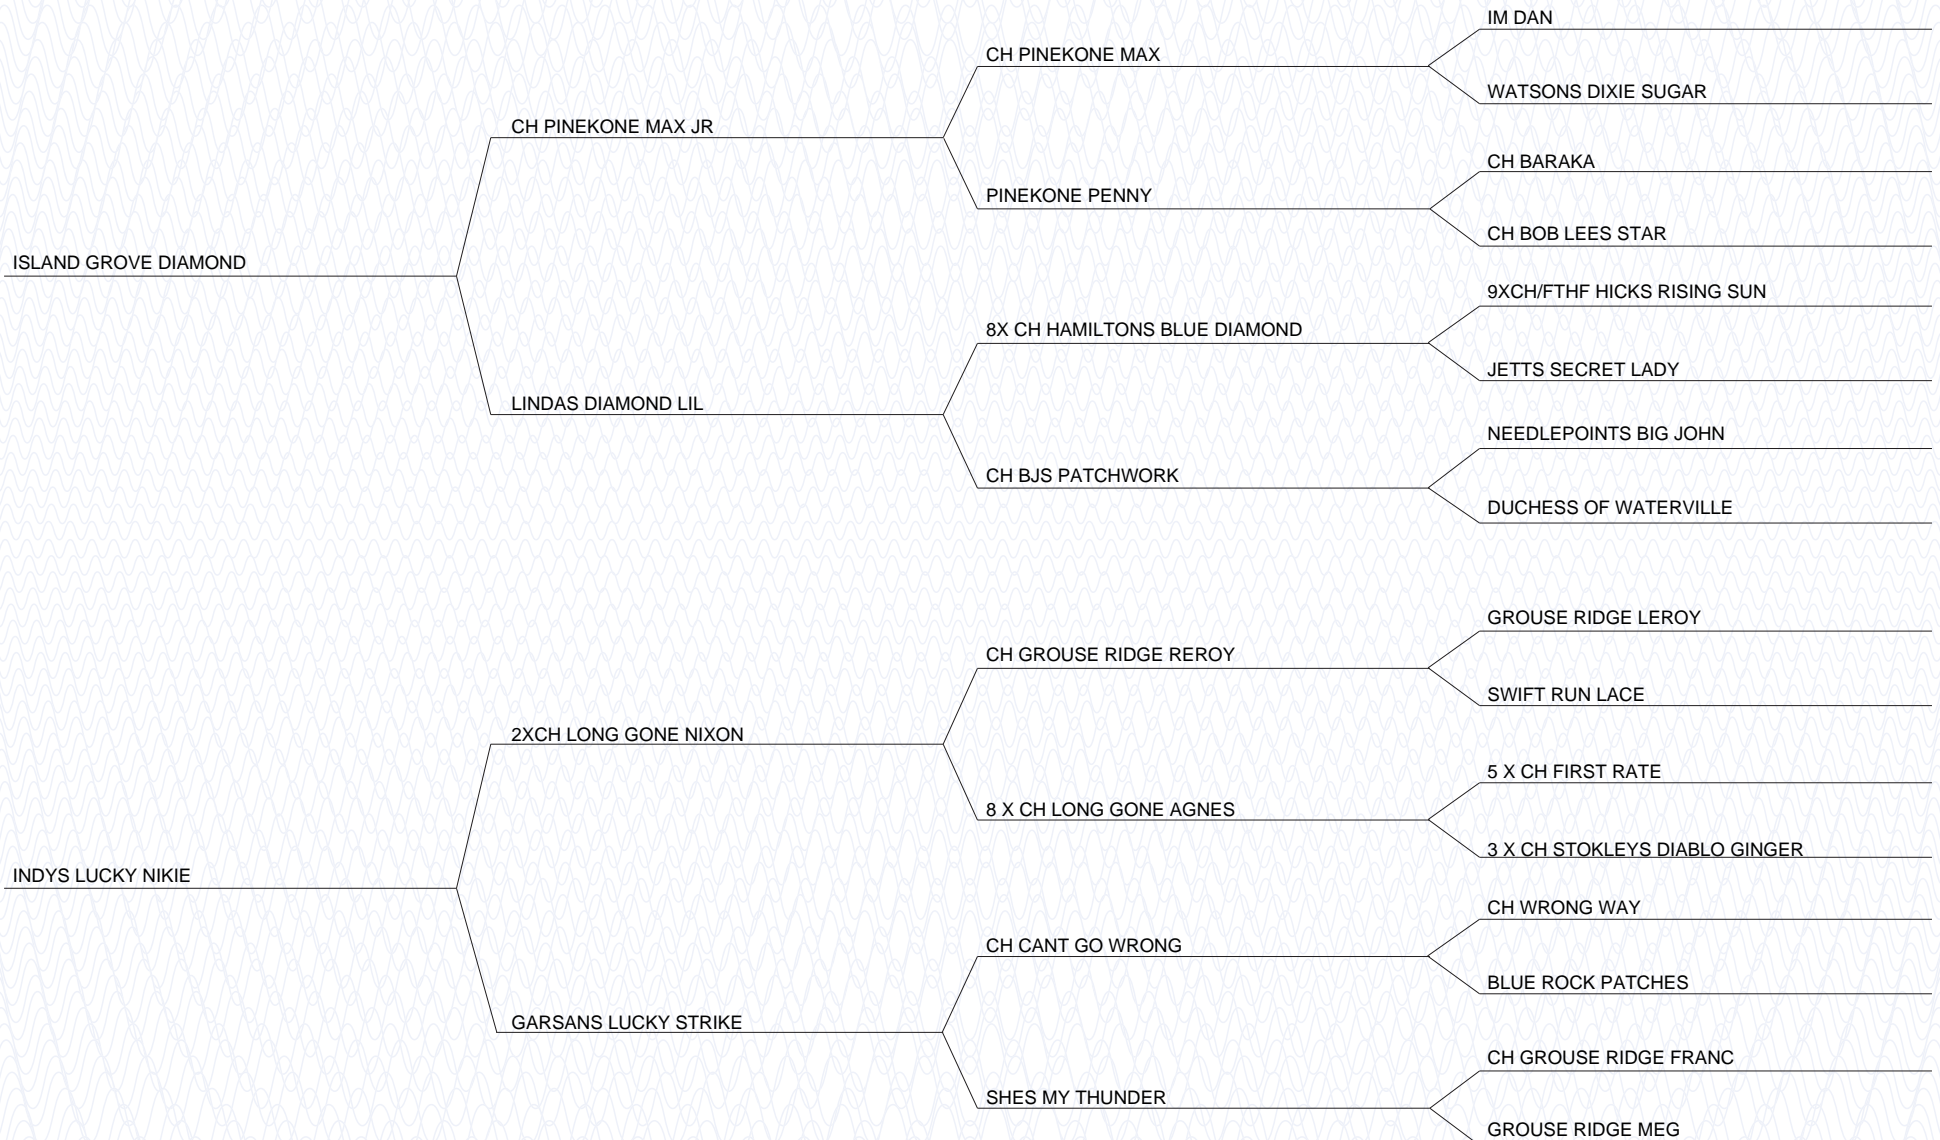 IM DAN
CH PINEKONE MAX
WATSONS DIXIE SUGAR
CH PINEKONE MAX JR
CH BARAKA
PINEKONE PENNY
CH BOB LEES STAR
ISLAND GROVE DIAMOND
9XCH/FTHF HICKS RISING SUN
8X CH HAMILTONS BLUE DIAMOND
JETTS SECRET LADY
LINDAS DIAMOND LIL
NEEDLEPOINTS BIG JOHN
CH BJS PATCHWORK
DUCHESS OF WATERVILLE
GROUSE RIDGE LEROY
CH GROUSE RIDGE REROY
SWIFT RUN LACE
2XCH LONG GONE NIXON
5 X CH FIRST RATE
8 X CH LONG GONE AGNES
3 X CH STOKLEYS DIABLO GINGER
INDYS LUCKY NIKIE
CH WRONG WAY
CH CANT GO WRONG
BLUE ROCK PATCHES
GARSANS LUCKY STRIKE
CH GROUSE RIDGE FRANC
SHES MY THUNDER
GROUSE RIDGE MEG